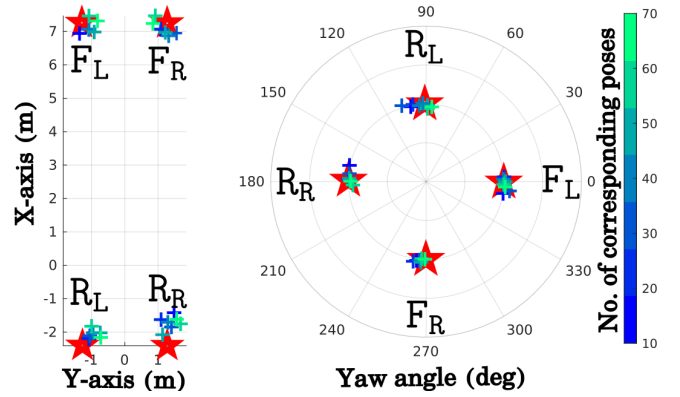 7
6
5
4
3
2
1
0
-1
-2
X-axis (m)
F_L
F_R
R_L
R_R
-1
0
1
Y-axis (m)
90
60
30
0
330
300
270
240
210
180
150
120
R_L
R_R
F_L
F_R
Yaw angle (deg)
No. of corresponding poses
70
60
50
40
30
20
10